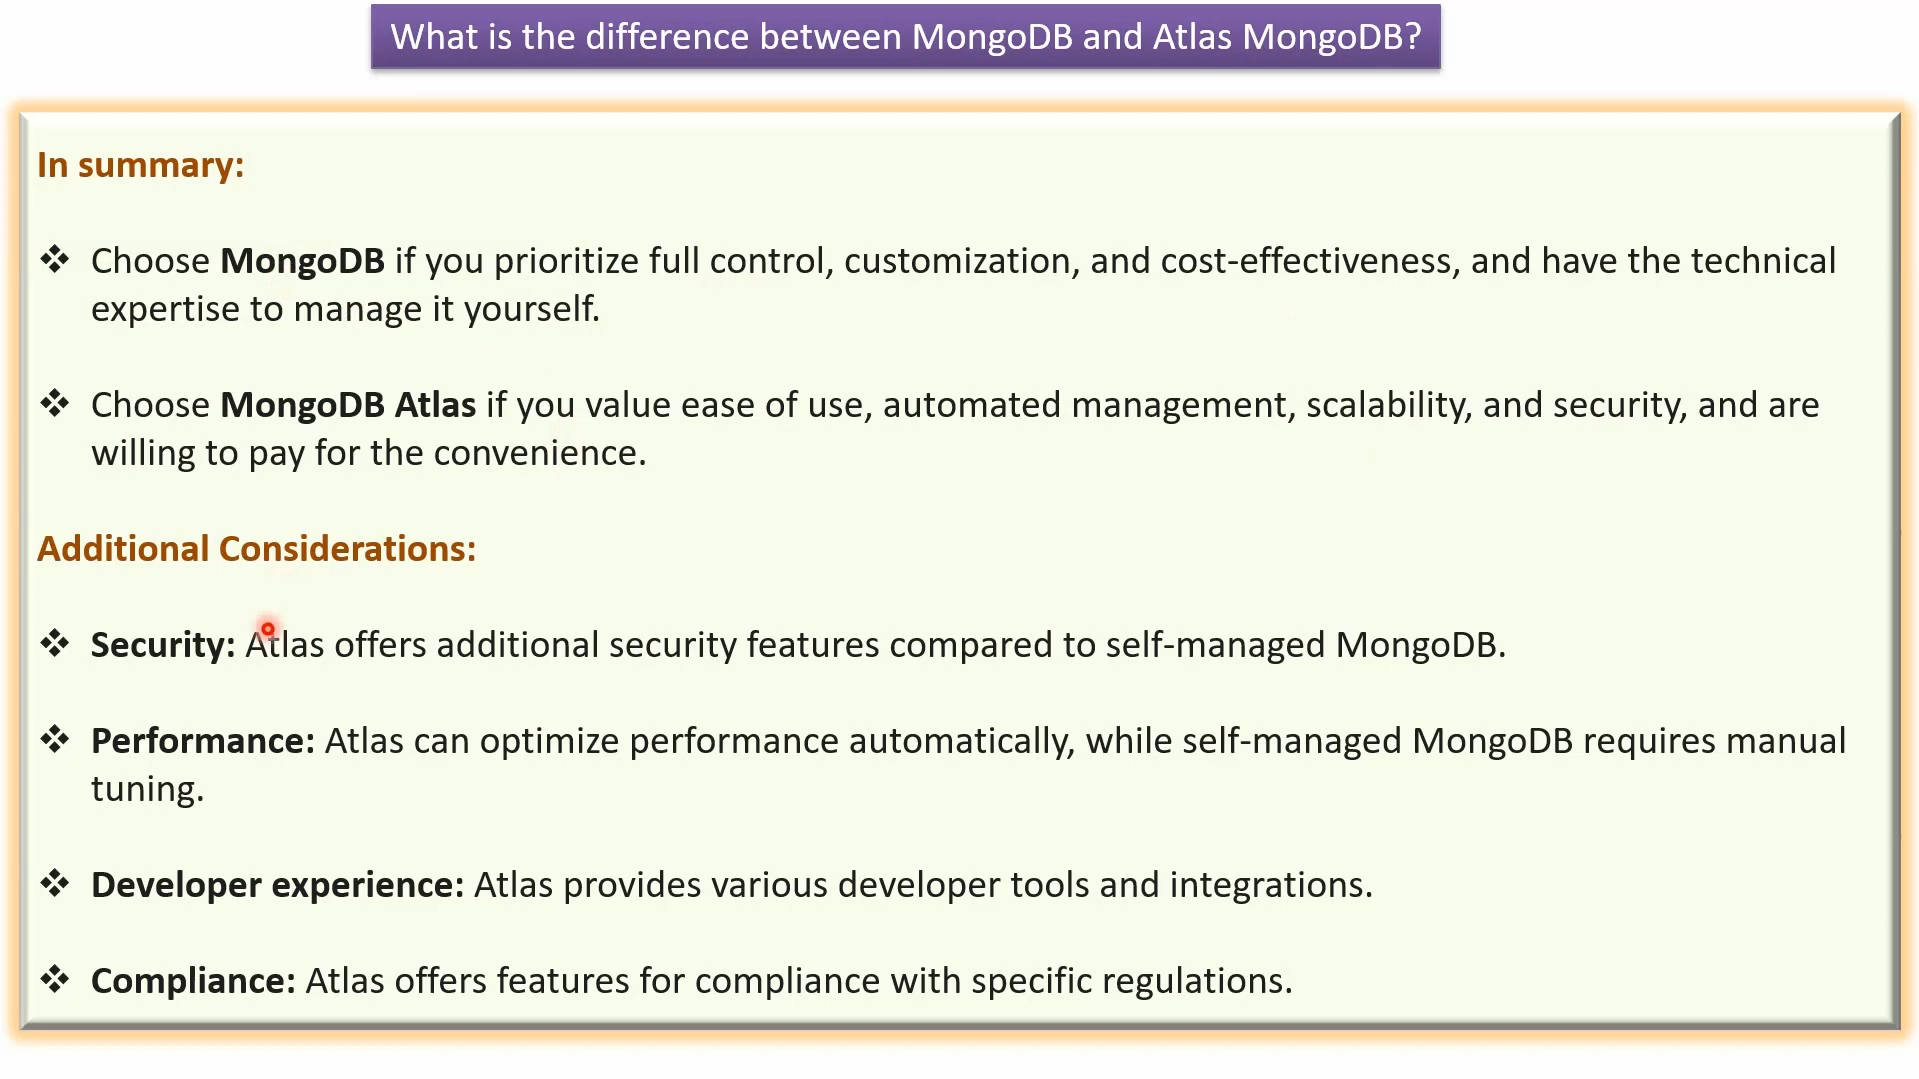 What is the difference between MongoDB and Atlas MongoDB?
In summary:
❖ Choose MongoDB if you prioritize full control, customization, and cost-effectiveness, and have the technical
expertise to manage it yourself.
❖ Choose MongoDB Atlas if you value ease of use, automated management, scalability, and security, and are
willing to pay for the convenience.
Additional Considerations:
❖ Security: Atlas offers additional security features compared to self-managed MongoDB.
❖ Performance: Atlas can optimize performance automatically, while self-managed MongoDB requires manual
tuning.
❖ Developer experience: Atlas provides various developer tools and integrations.
❖ Compliance: Atlas offers features for compliance with specific regulations.